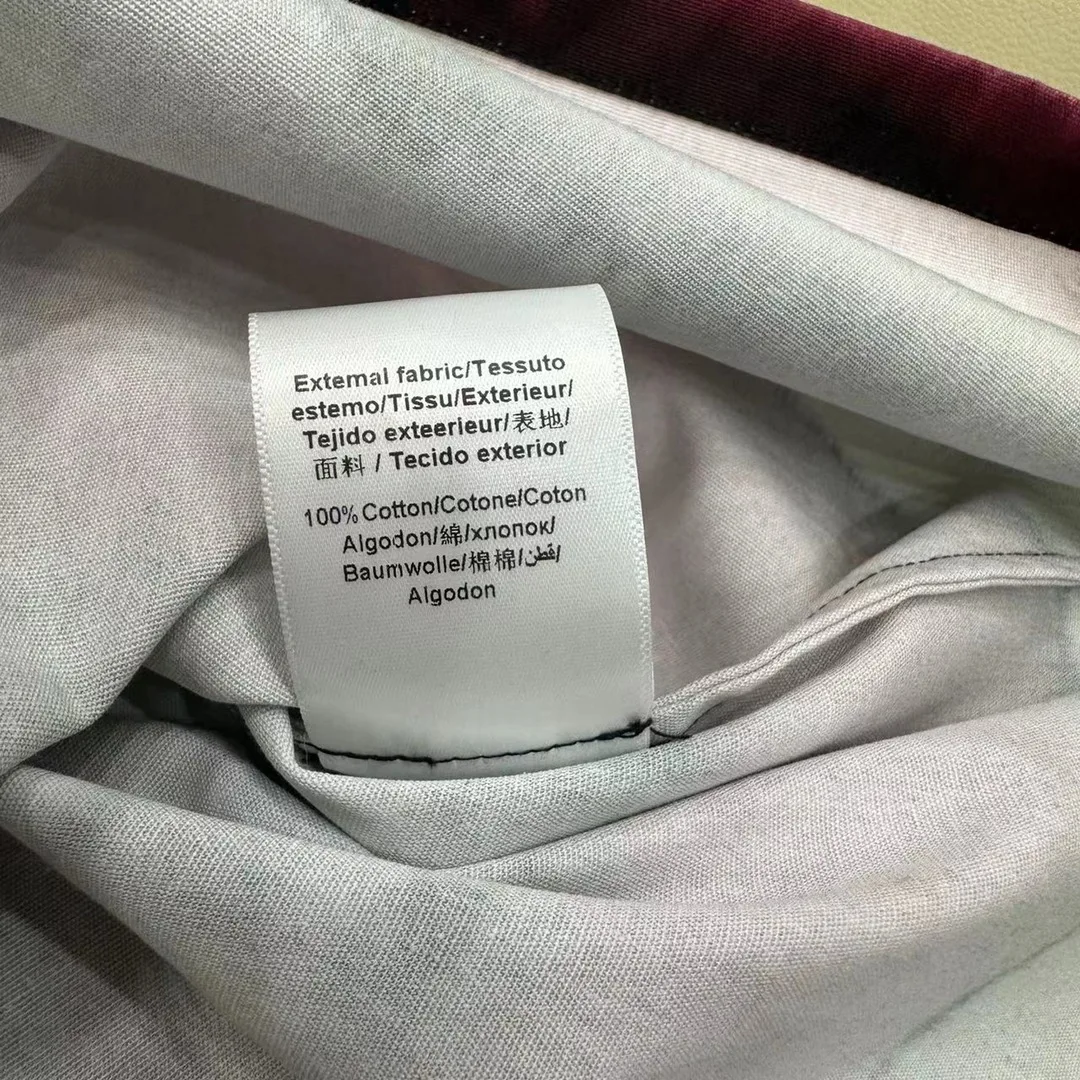 Extemal fabric/Tessuto
estemo/Tissu/Exterieur/
Tejido exteerieur/表地/
面料 / Tecido exterior
100% Cotton/Cotone/Coton
Algodon/綿/хлопок/
Baumwolle/棉棉/قطن/
Algodon